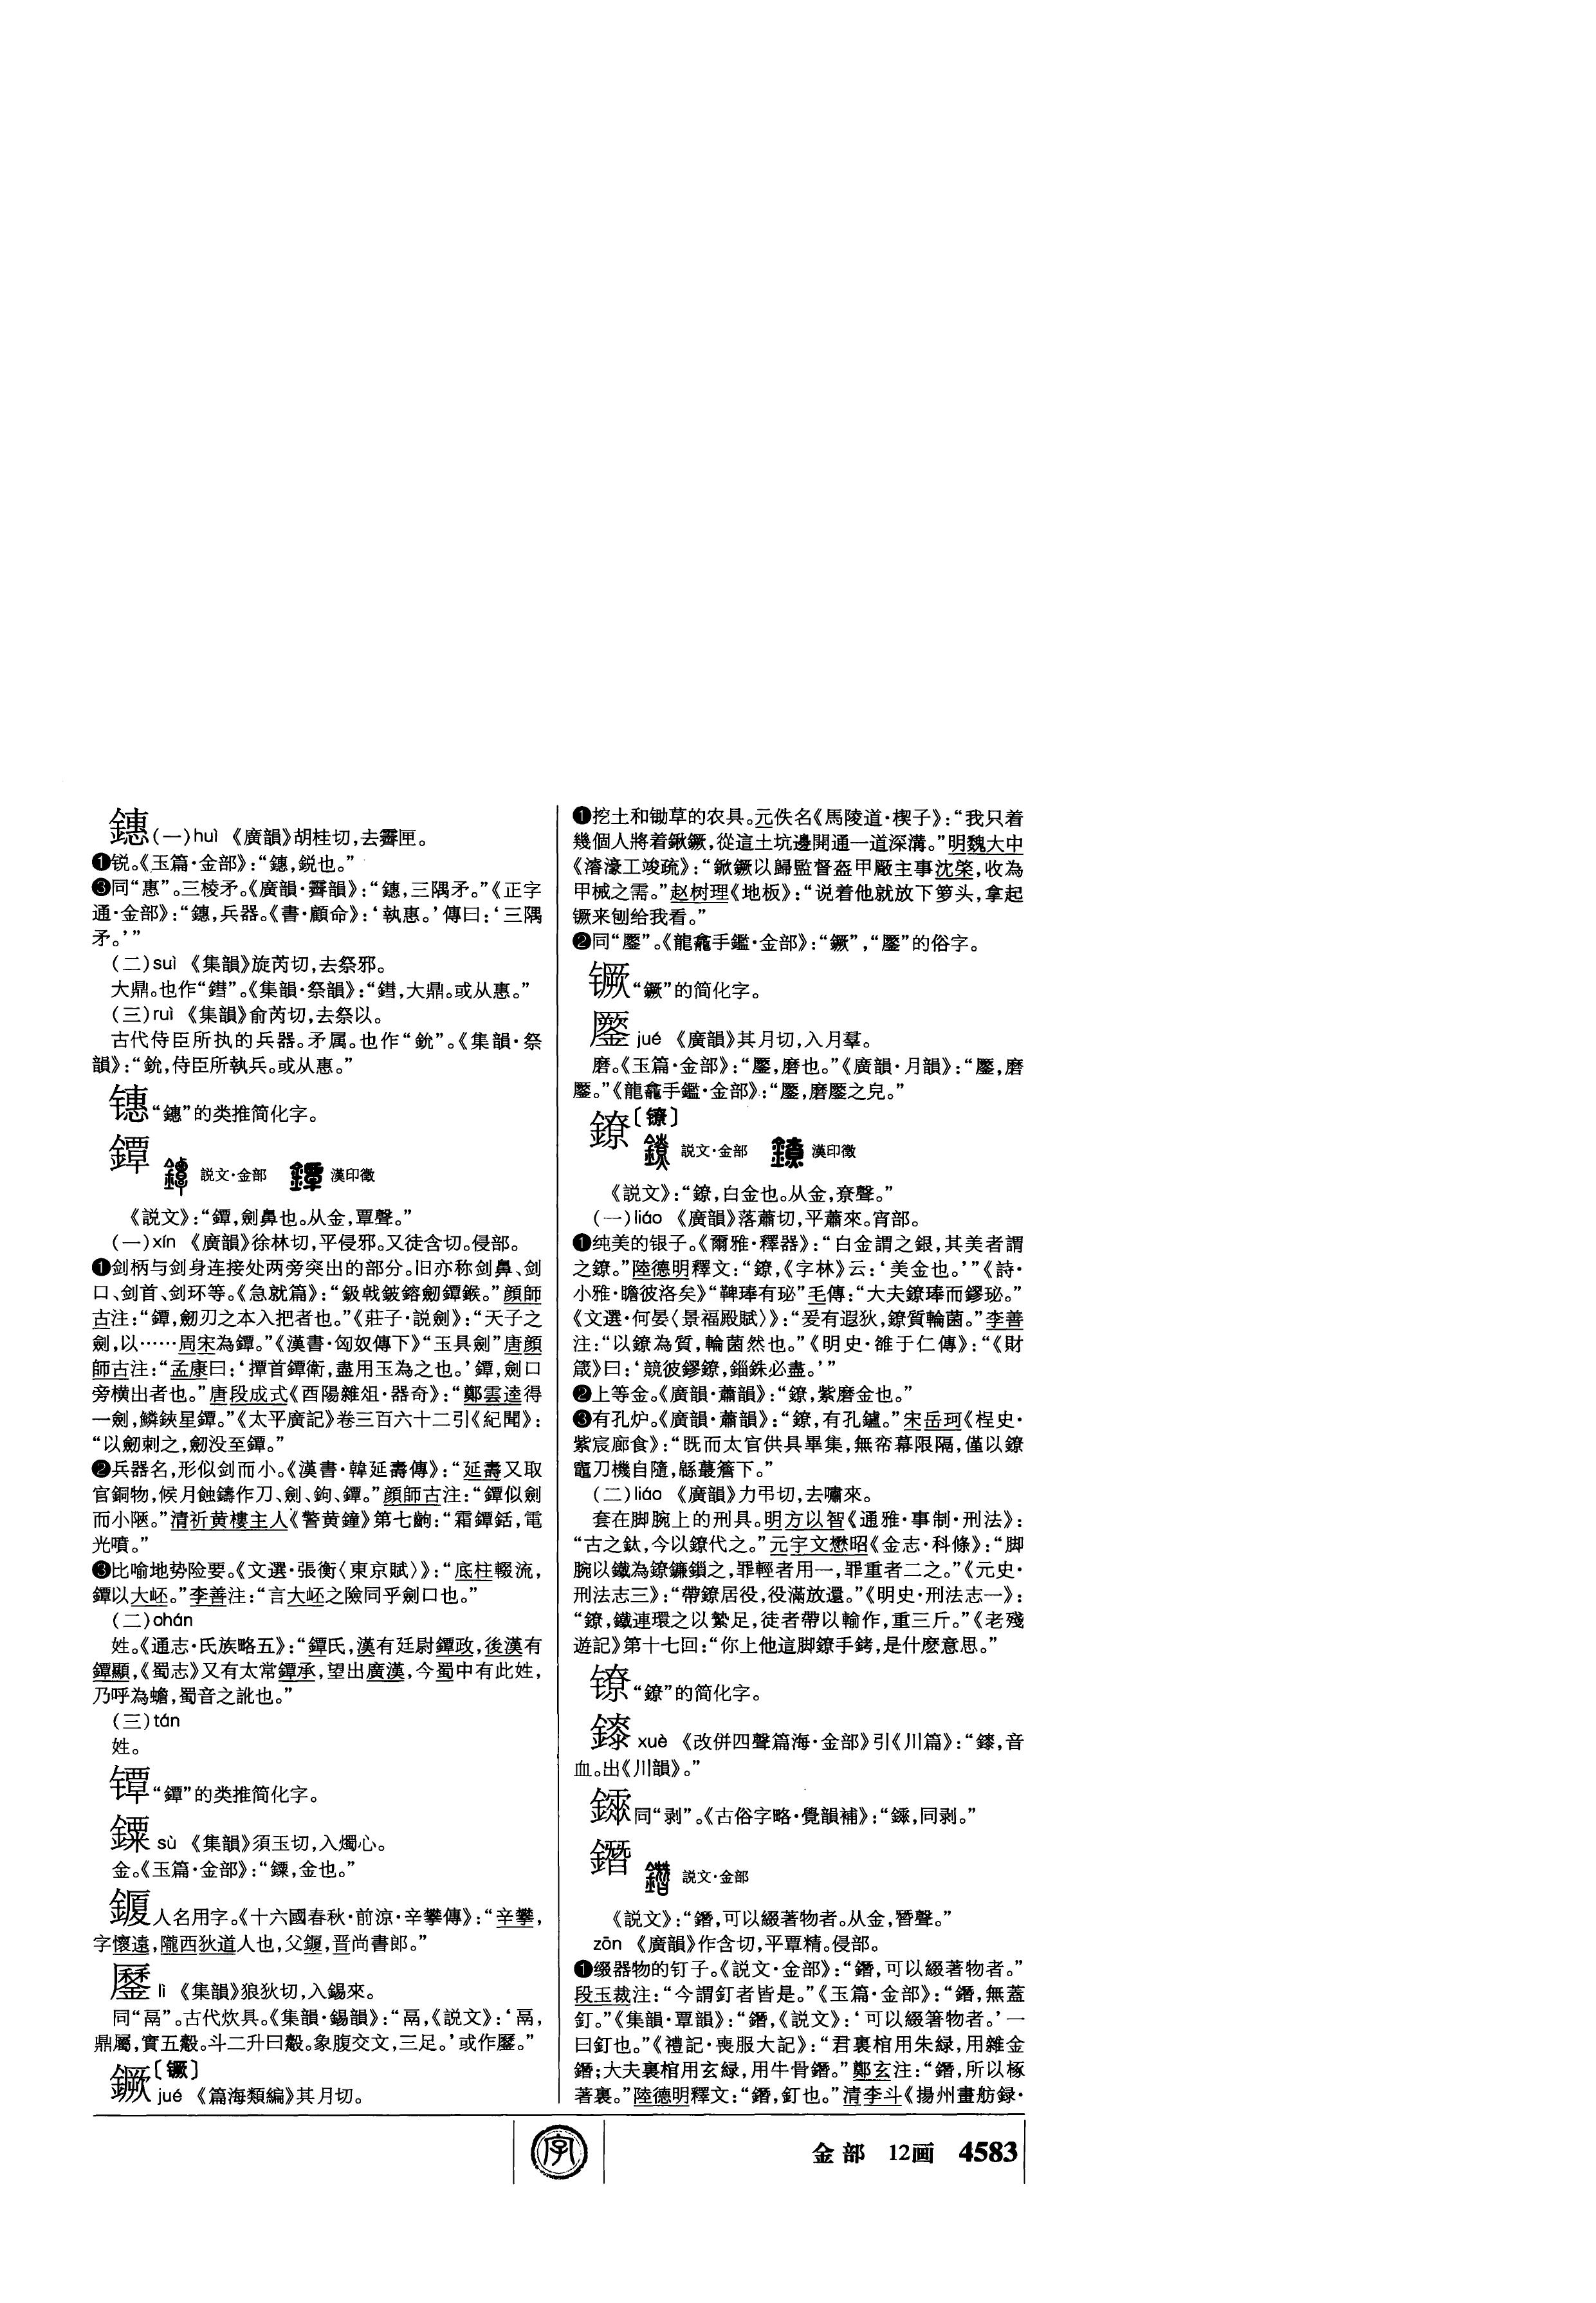 鏸(一)huì 《廣韻》胡桂切，去霽匣。
❶锐。《玉篇·金部》：“鏸，鋭也。”
❸同“惠”。三棱矛。《廣韻·霽韻》：“鏸，三隅矛。”《正字
通·金部》：“鏸，兵器。《書·顧命》：‘執惠。’傳曰：‘三隅
矛。’”
(二)suì 《集韻》旋芮切，去祭邪。
大鼎。也作“鏏”。《集韻·祭韻》：“鏏，大鼎。或从惠。”
(三)ruì 《集韻》俞芮切，去祭以。
古代侍臣所执的兵器。矛属。也作“鈗”。《集韻·祭
韻》：“鈗，侍臣所執兵。或从惠。”
“鏸”的类推简化字。
鐔
説文·金部 漢印徵
《説文》：“鐔，劍鼻也。从金，覃聲。”
(一)xín 《廣韻》徐林切，平侵邪。又徒含切。侵部。
❶剑柄与剑身连接处两旁突出的部分。旧亦称剑鼻、剑
口、剑首、剑环等。《急就篇》：“鈒戟鈹鎔劒鐔鍭。”顔師
古注：“鐔，劒刃之本入把者也。”《莊子·説劍》：“天子之
劍，以……周宋為鐔。”《漢書·匈奴傳下》“玉具劍”唐顔
師古注：“孟康曰：‘摽首鐔衛，盡用玉為之也。’鐔，劍口
旁横出者也。”唐段成式《酉陽雜俎·器奇》：“鄭雲逵得
一劍，鱗鋏星鐔。”《太平廣記》卷三百六十二引《紀聞》：
“以劒刺之，劒没至鐔。”
❷兵器名，形似剑而小。《漢書·韓延壽傳》：“延壽又取
官銅物，候月蝕鑄作刀、劍、鉤、鐔。”顔師古注：“鐔似劍
而小陿。”清祈黄樓主人《警黄鐘》第七齣：“霜鐔銛，電
光噴。”
❸比喻地势险要。《文選·張衡〈東京賦〉》：“底柱輟流，
鐔以大岯。”李善注：“言大岯之險同乎劍口也。”
(二)chán
姓。《通志·氏族略五》：“鐔氏，漢有廷尉鐔政，後漢有
鐔顯，《蜀志》又有太常鐔承，望出廣漢，今蜀中有此姓，
乃呼為蟾，蜀音之訛也。”
(三)tán
姓。
镡“鐔”的类推简化字。
鏼 sù 《集韻》須玉切，入燭心。
金。《玉篇·金部》：“鏼，金也。”
人名用字。《十六國春秋·前涼·辛攀傳》：“辛攀，
字懷遠，隴西狄道人也，父，晋尚書郎。”
lì 《集韻》狼狄切，入錫來。
同“鬲”。古代炊具。《集韻·錫韻》：“鬲，《説文》：‘鬲，
鼎屬，實五觳。斗二升曰觳。象腹交文，三足。’或作。”
鐝〔镢〕
jué 《篇海類編》其月切。
❶挖土和锄草的农具。元佚名《馬陵道·楔子》：“我只着
幾個人將着鍬鐝，從這土坑邊開通一道深溝。”明魏大中
《濬濠工竣疏》：“鍁鐝以歸監督盔甲厰主事沈棨，收為
甲械之需。”赵树理《地板》：“说着他就放下箩头，拿起
镢来刨给我看。”
❷同“”。《龍龕手鑑·金部》：“鐝”，“”的俗字。
“鐝”的简化字。
jué 《廣韻》其月切，入月羣。
磨。《玉篇·金部》：“，磨也。”《廣韻·月韻》：“，磨
。”《龍龕手鑑·金部》：“，磨之皃。”
鐐〔镣〕
説文·金部 漢印徵
《説文》：“鐐，白金也。从金，尞聲。”
(一)liáo 《廣韻》落蕭切，平蕭來。宵部。
❶纯美的银子。《爾雅·釋器》：“白金謂之銀，其美者謂
之鐐。”陸德明釋文：“鐐，《字林》云：‘美金也。’”《詩·
小雅·瞻彼洛矣》“鞞琫有珌”毛傳：“大夫鐐琫而鏐珌。”
《文選·何晏〈景福殿賦〉》：“爰有遐狄，鐐質輪菌。”李善
注：“以鐐為質，輪菌然也。”《明史·雒于仁傳》：“《財
箴》曰：‘競彼鏐鐐，錙銖必盡。’”
❷上等金。《廣韻·蕭韻》：“鐐，紫磨金也。”
❸有孔炉。《廣韻·蕭韻》：“鐐，有孔鑪。”宋岳珂《桯史·
紫宸廊食》：“既而太官供具畢集，無帟幕限隔，僅以鐐
竈刀機自隨，緜蕞簷下。”
(二)liáo 《廣韻》力弔切，去嘯來。
套在脚腕上的刑具。明方以智《通雅·事制·刑法》：
“古之釱，今以鐐代之。”元宇文懋昭《金志·科條》：“脚
腕以鐵為鐐鐮鎖之，罪輕者用一，罪重者二之。”《元史·
刑法志三》：“帶鐐居役，役滿放還。”《明史·刑法志一》：
“鐐，鐵連環之以縶足，徒者帶以輸作，重三斤。”《老殘
遊記》第十七回：“你上他這脚鐐手銬，是什麽意思。”
镣“鐐”的简化字。
xuè 《改併四聲篇海·金部》引《川篇》：“，音
血。出《川韻》。”
同“剥”。《古俗字略·覺韻補》：“，同剥。”
鐕
説文·金部
《説文》：“鐕，可以綴著物者。从金，朁聲。”
zān 《廣韻》作含切，平覃精。侵部。
❶缀器物的钉子。《説文·金部》：“鐕，可以綴著物者。”
段玉裁注：“今謂釘者皆是。”《玉篇·金部》：“鐕，無蓋
釘。”《集韻·覃韻》：“鐕，《説文》：‘可以綴箸物者。’一
曰釘也。”《禮記·喪服大記》：“君裏棺用朱緑，用雜金
鐕；大夫裏棺用玄緑，用牛骨鐕。”鄭玄注：“鐕，所以椓
著裏。”陸德明釋文：“鐕，釘也。”清李斗《揚州畫舫録·
字
金部 12画 4583